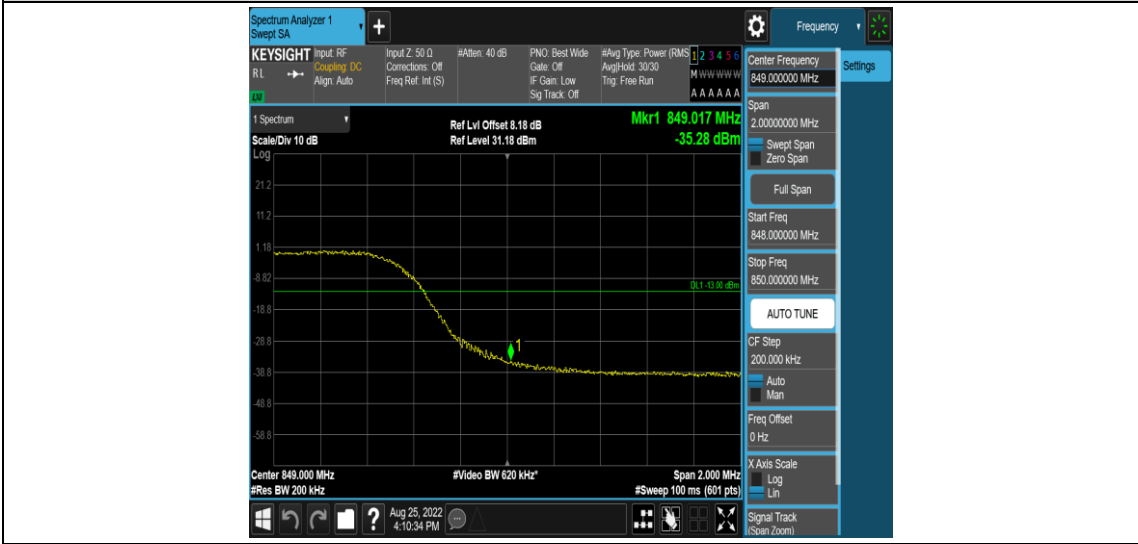 Spectrum Analyzer 1
Swept SA
+
Frequency
KEYSIGHT Input: RF Input Z: 50 Ω #Atten: 40 dB PNO: Best Wide #Avg Type: Power (RMS 1 2 3 4 5 6
RL Coupling: DC Corrections: Off Gate: Off Avg|Hold: 30/30 M W W W W W
Align: Auto Freq Ref: Int (S) IF Gain: Low Trig: Free Run
Sig Track: Off A A A A A A
1 Spectrum
Ref Lvl Offset 8.18 dB Mkr1 849.017 MHz
Scale/Div 10 dB Ref Level 31.18 dBm -35.28 dBm
Log
21.2
11.2
1.18
-8.82
DL1 -13.00 dBm
-18.8
-28.8
1
-38.8
-48.8
-58.8
Center 849.000 MHz #Video BW 620 kHz* Span 2.000 MHz
#Res BW 200 kHz #Sweep 100 ms (601 pts)
? Aug 25, 2022
4:10:34 PM
Settings
Center Frequency
849.000000 MHz
Span
2.00000000 MHz
Swept Span
Zero Span
Full Span
Start Freq
848.000000 MHz
Stop Freq
850.000000 MHz
AUTO TUNE
CF Step
200.000 kHz
Auto
Man
Freq Offset
0 Hz
X Axis Scale
Log
Lin
Signal Track
(Span Zoom)